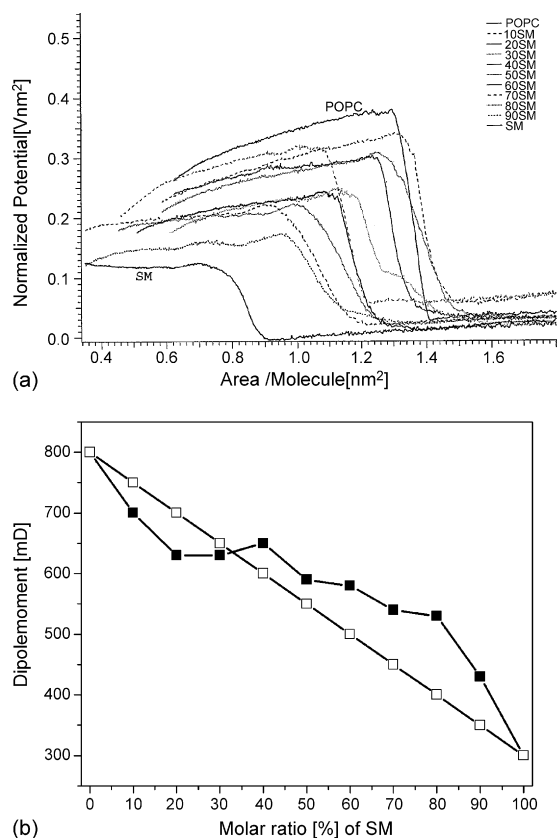 POPC
10SM
20SM
30SM
40SM
50SM
60SM
70SM
80SM
90SM
SM
0.5
0.4
0.3
0.2
0.1
0.0
Normalized Potential[Vnm²]
POPC
SM
0.4 0.6 0.8 1.0 1.2 1.4 1.6
Area /Molecule[nm²]
(a)
800
700
600
500
400
300
Dipolemoment [mD]
0 10 20 30 40 50 60 70 80 90 100
Molar ratio [%] of SM
(b)